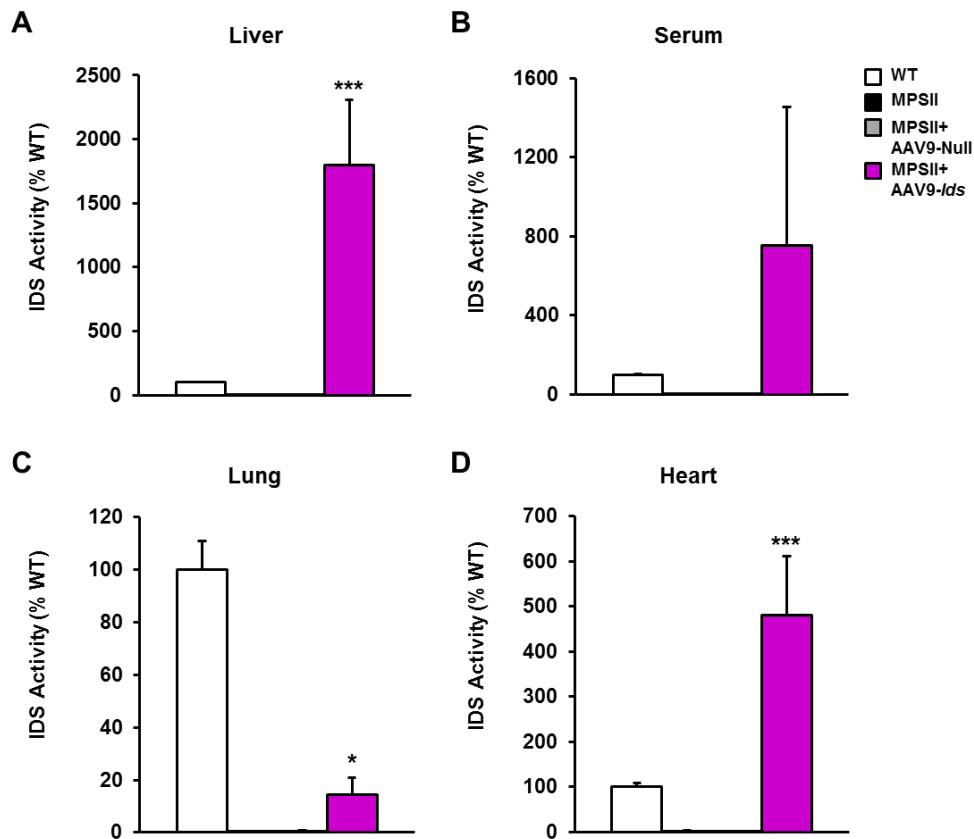 A
Liver
IDS Activity (% WT)
2500
2000
1500
1000
500
0
***
B
Serum
IDS Activity (% WT)
1600
1200
800
400
0
WT
MPSII
MPSII+
AAV9-Null
MPSII+
AAV9-Ids
C
Lung
IDS Activity (% WT)
120
100
80
60
40
20
0
*
D
Heart
IDS Activity (% WT)
700
600
500
400
300
200
100
0
***